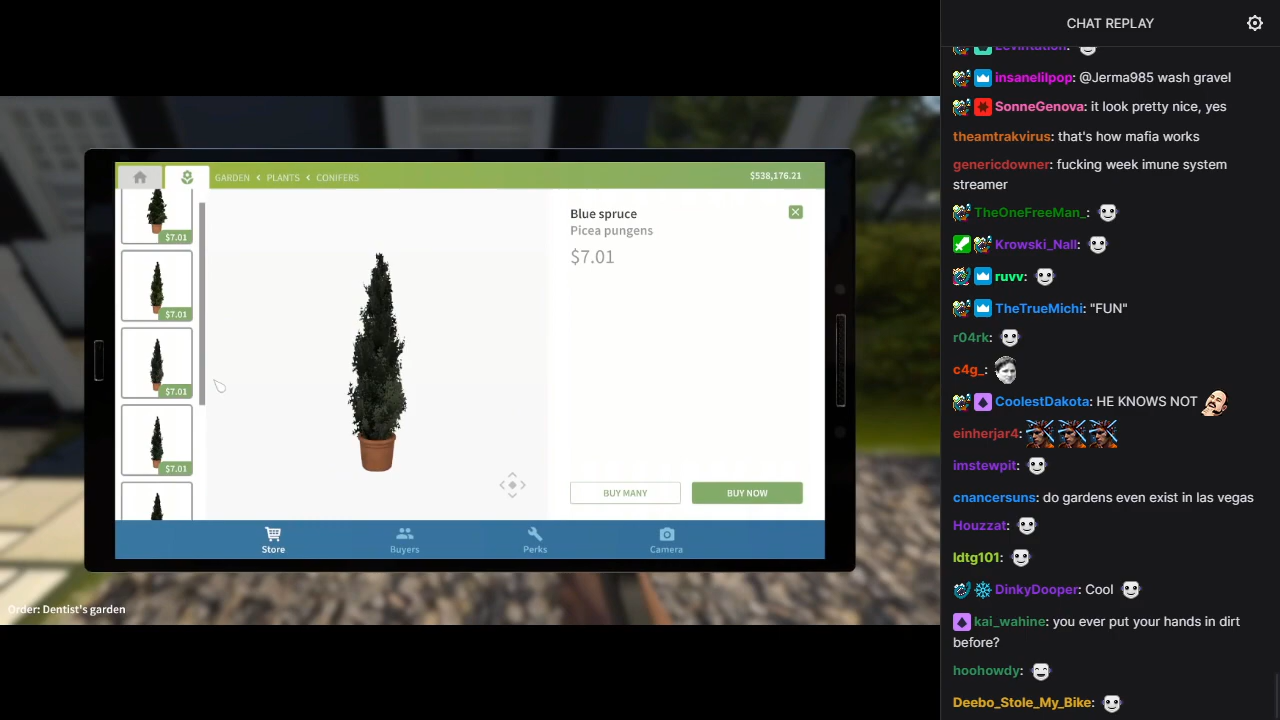 CHAT REPLAY
Levintation:
insanelilpop: @Jerma985 wash gravel
SonneGenova: it look pretty nice, yes
theamtrakvirus: that's how mafia works
genericdowner: fucking week imune system
streamer
TheOneFreeMan_:
Krowski_Nall:
ruvv:
TheTrueMichi: "FUN"
r04rk:
c4g_:
CoolestDakota: HE KNOWS NOT
einherjar4:
imstewpit:
cnancersuns: do gardens even exist in las vegas
Houzzat:
ldtg101:
DinkyDooper: Cool
kai_wahine: you ever put your hands in dirt
before?
hoohowdy:
Deebo_Stole_My_Bike:
GARDEN < PLANTS < CONIFERS
$538,176.21
$7.01
$7.01
$7.01
$7.01
Blue spruce
Picea pungens
$7.01
BUY MANY
BUY NOW
Store
Buyers
Perks
Camera
Order: Dentist's garden